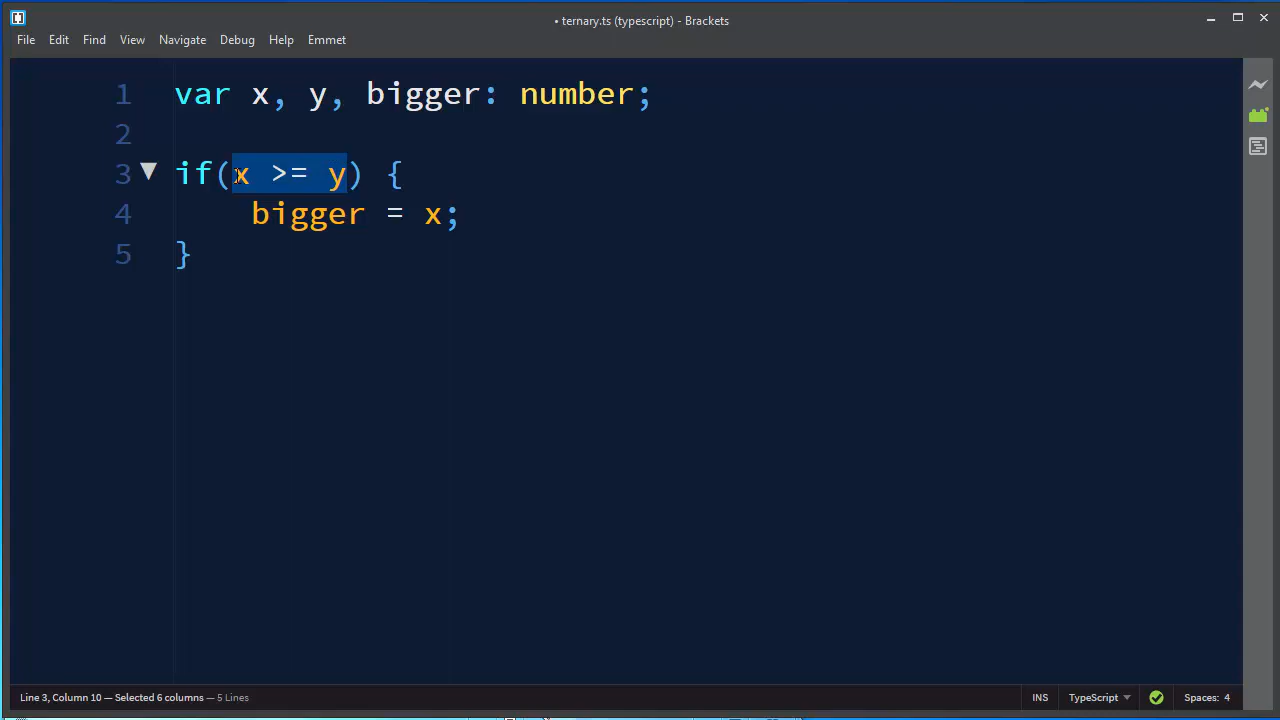 • ternary.ts (typescript) - Brackets
File Edit Find View Navigate Debug Help Emmet
1 var x, y, bigger: number;
2
3 if(x >= y) {
4     bigger = x;
5 }
Line 3, Column 10 — Selected 6 columns — 5 Lines INS TypeScript Spaces: 4